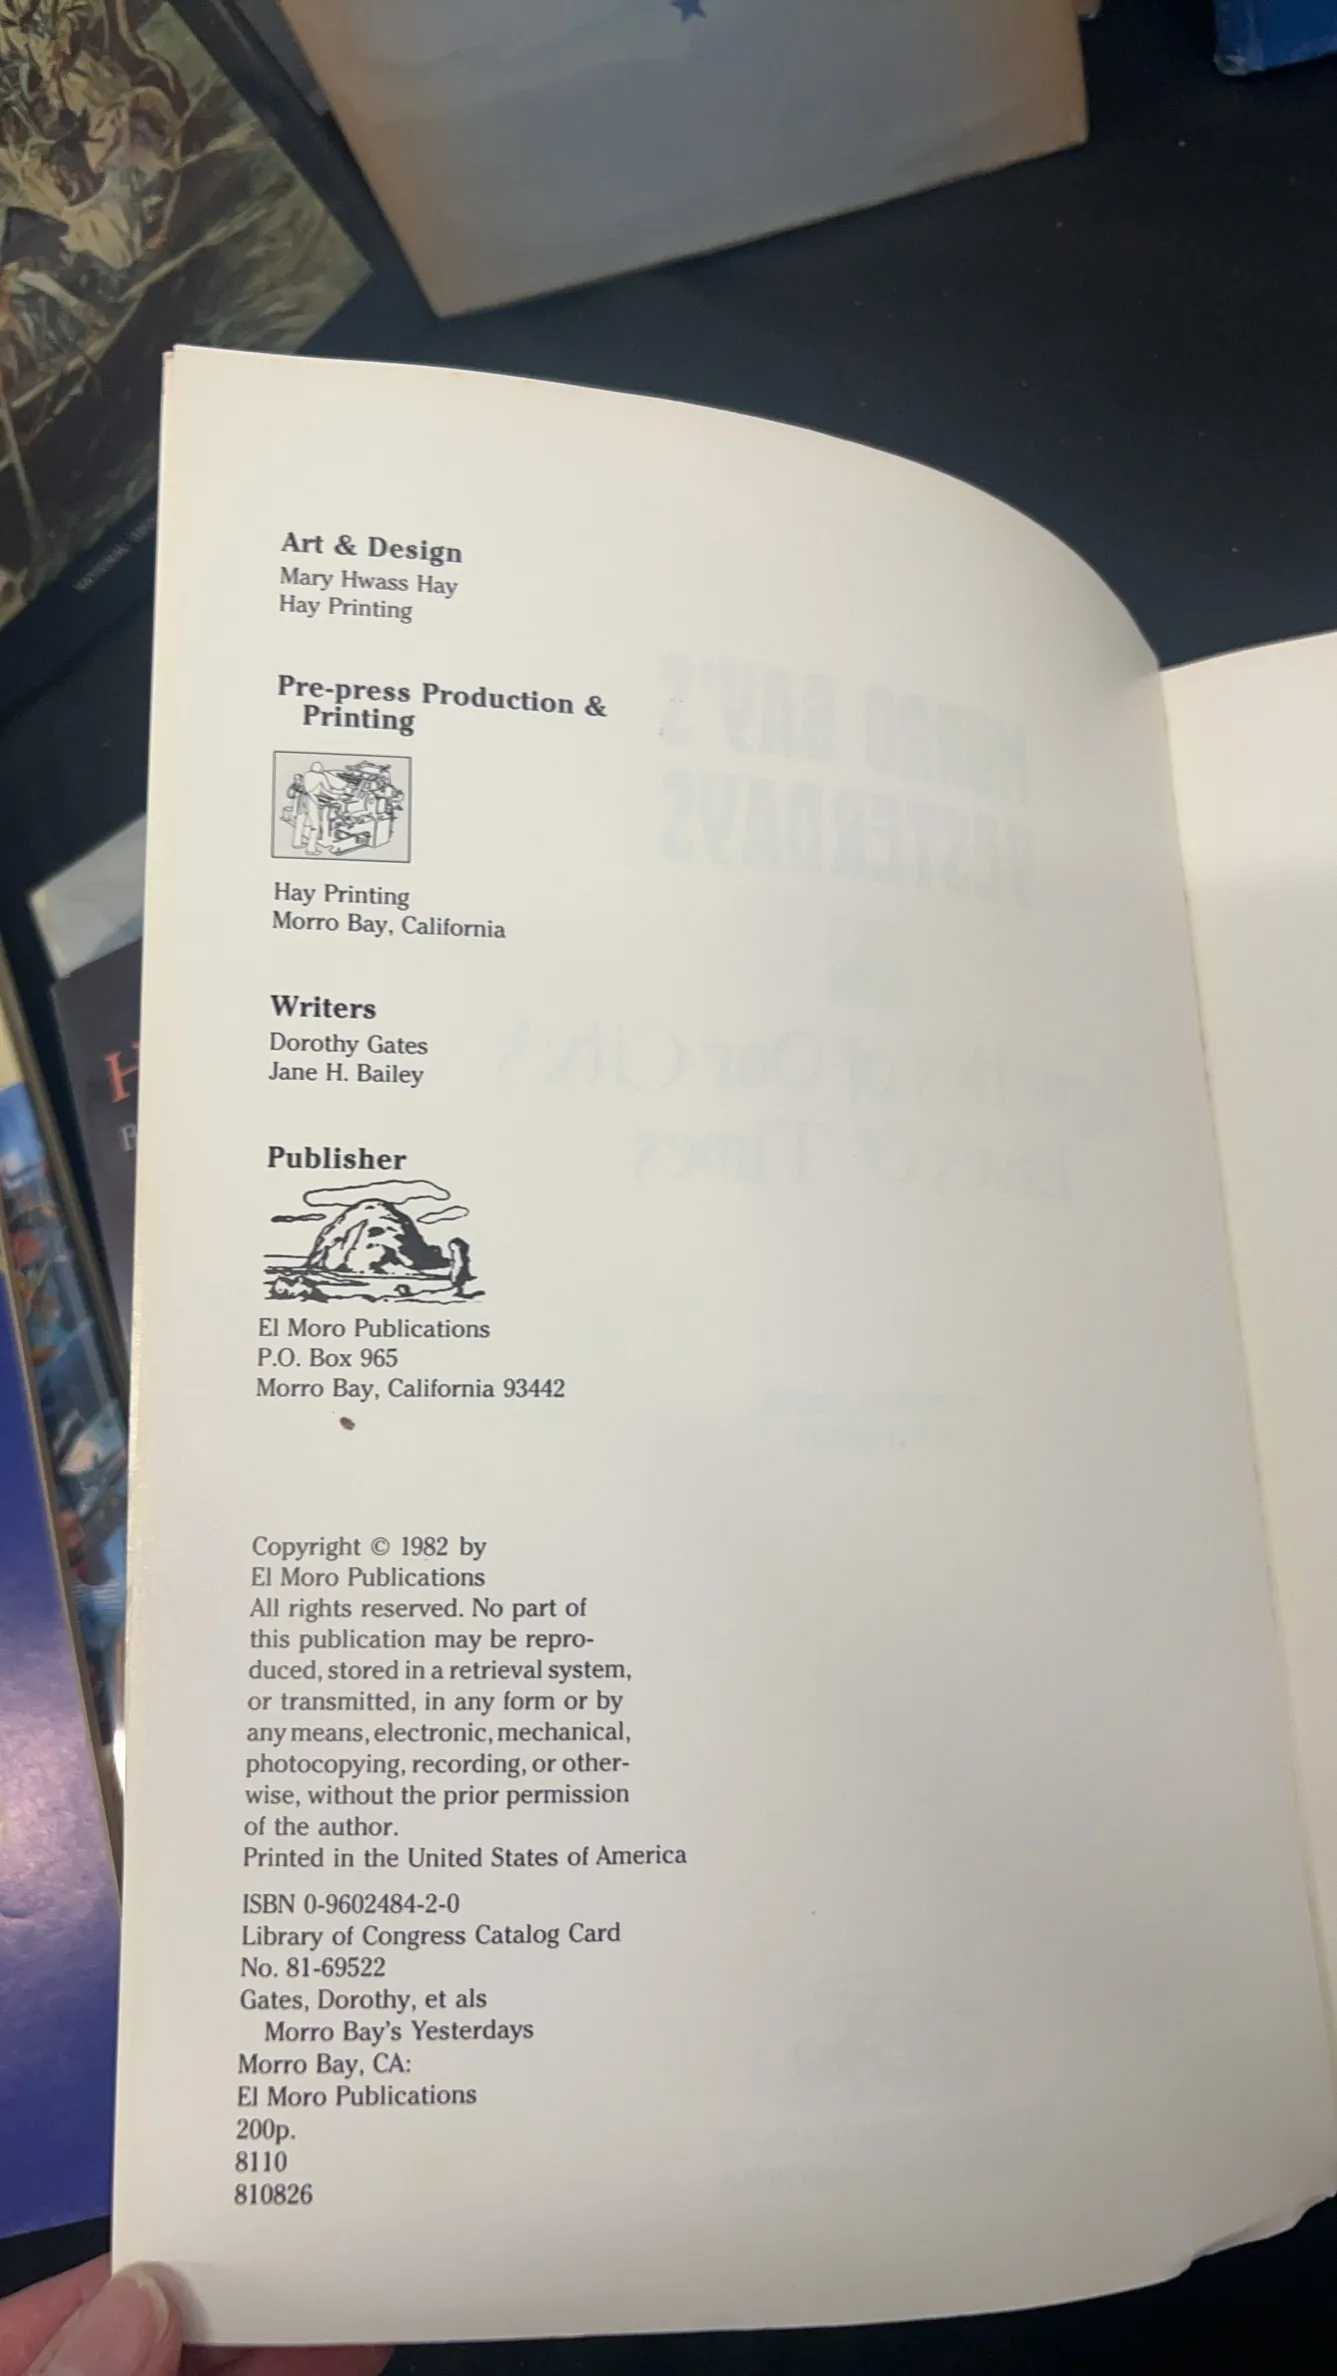 Art & Design
Mary Hwass Hay
Hay Printing
Pre-press Production &
Printing
Hay Printing
Morro Bay, California
Writers
Dorothy Gates
Jane H. Bailey
Publisher
El Moro Publications
P.O. Box 965
Morro Bay, California 93442
Copyright © 1982 by
El Moro Publications
All rights reserved. No part of
this publication may be repro-
duced, stored in a retrieval system,
or transmitted, in any form or by
any means, electronic, mechanical,
photocopying, recording, or other-
wise, without the prior permission
of the author.
Printed in the United States of America
ISBN 0-9602484-2-0
Library of Congress Catalog Card
No. 81-69522
Gates, Dorothy, et als
Morro Bay's Yesterdays
Morro Bay, CA:
El Moro Publications
200p.
8110
810826